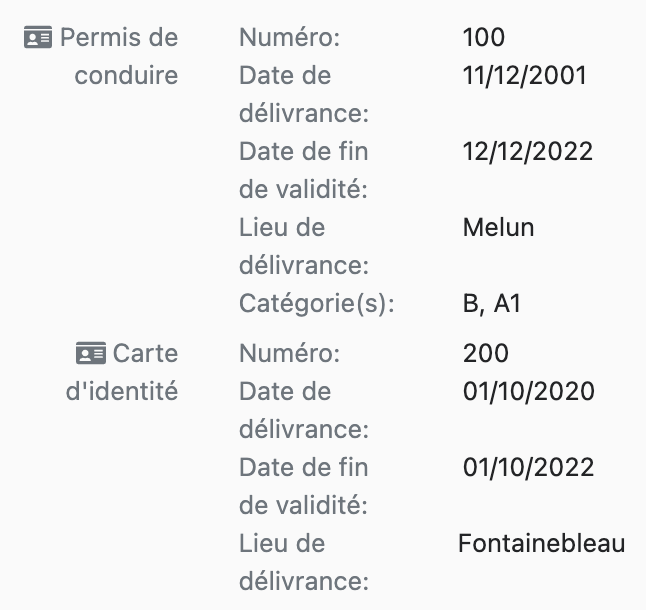 Permis de Numéro: 100
conduire Date de 11/12/2001
délivrance:
Date de fin 12/12/2022
de validité:
Lieu de Melun
délivrance:
Catégorie(s): B, A1
Carte Numéro: 200
d'identité Date de 01/10/2020
délivrance:
Date de fin 01/10/2022
de validité:
Lieu de Fontainebleau
délivrance: